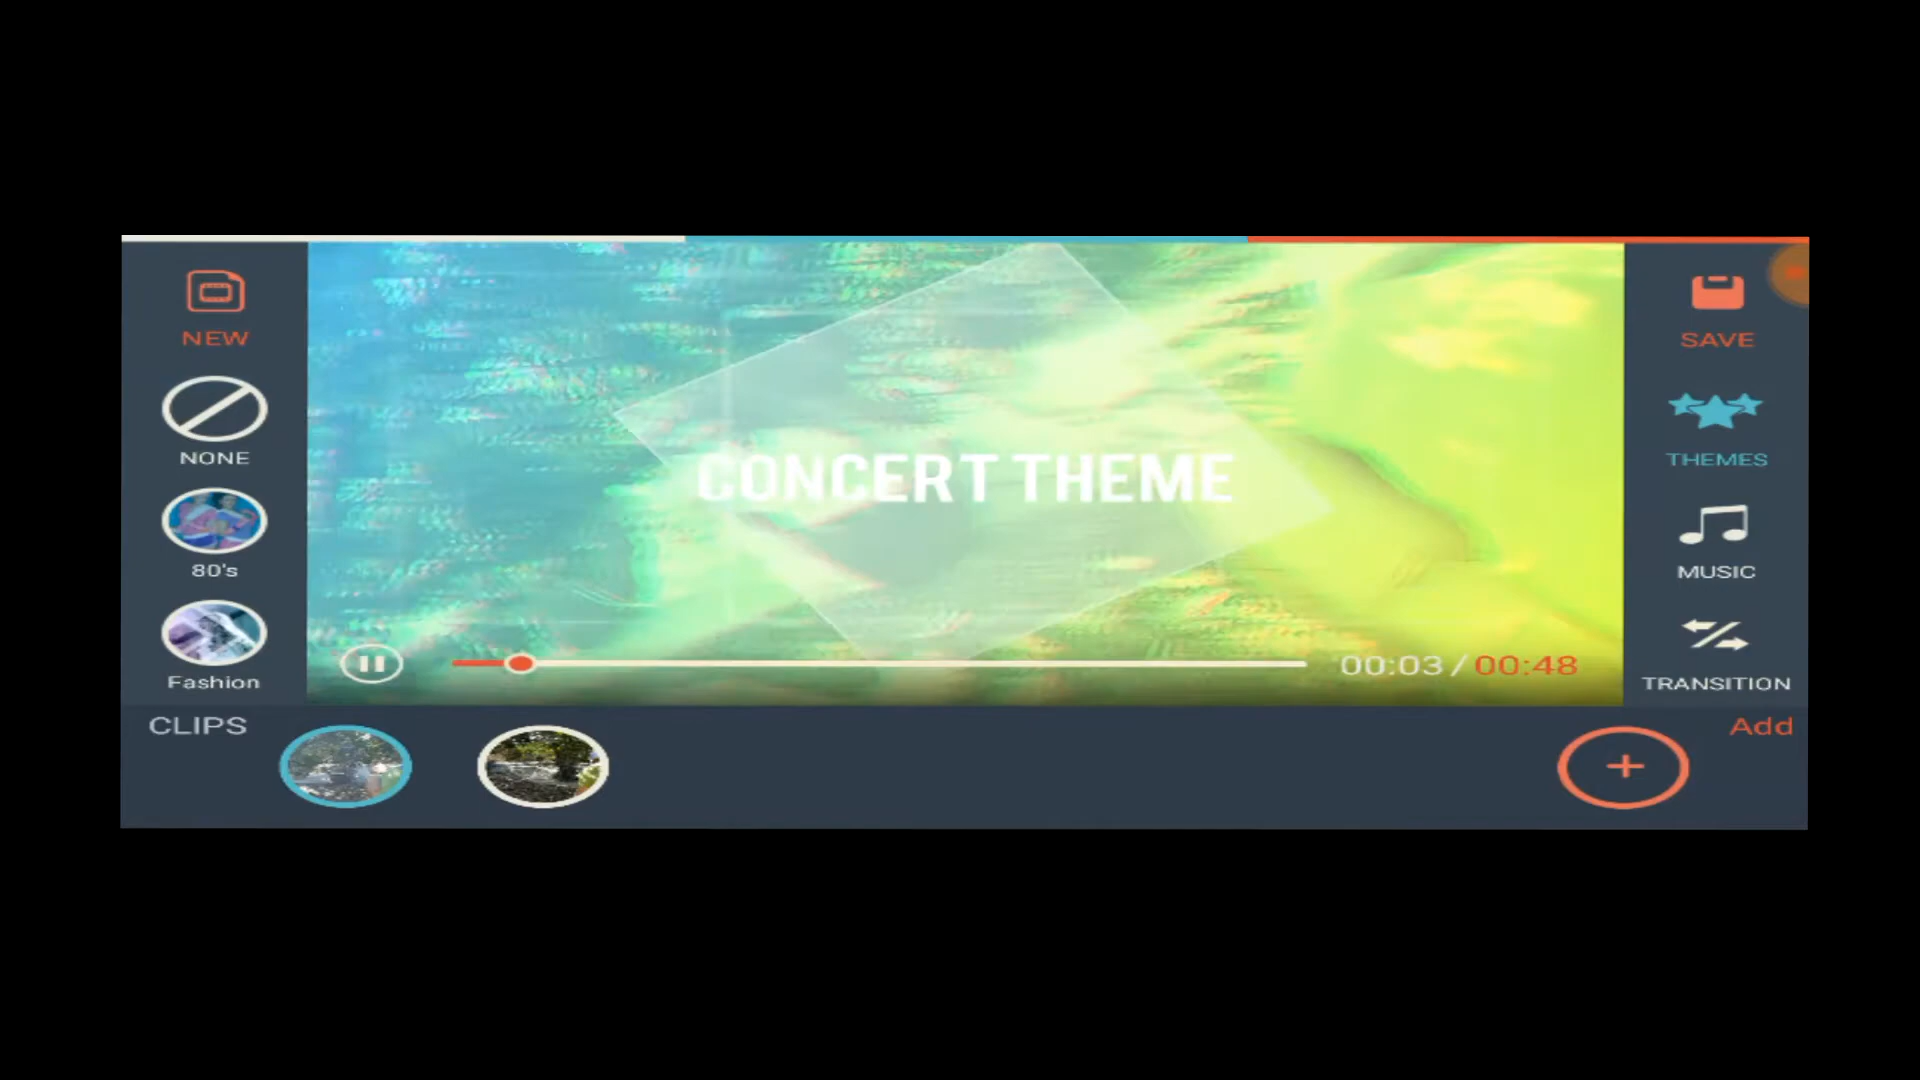 NEW
NONE
80's
Fashion
CONCERT THEME
00:03 / 00:48
SAVE
THEMES
MUSIC
TRANSITION
CLIPS
Add